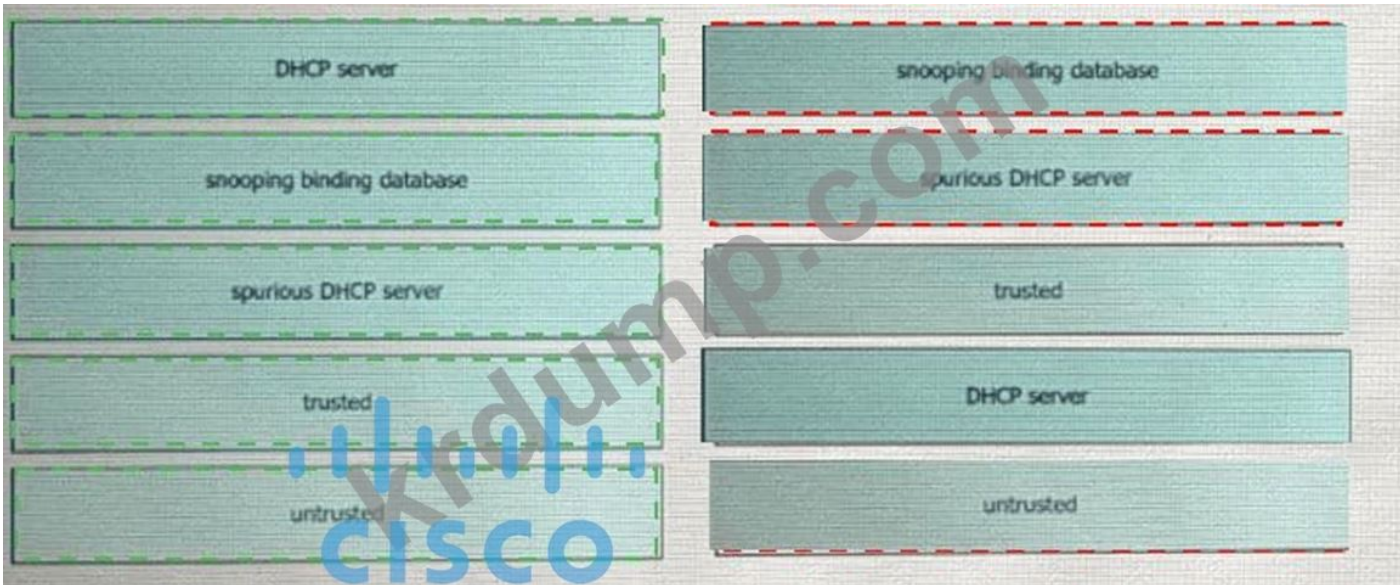 DHCP server
snooping binding database
snooping binding database
spurious DHCP server
spurious DHCP server
trusted
trusted
DHCP server
untrusted
untrusted
krdump.com
CISCO